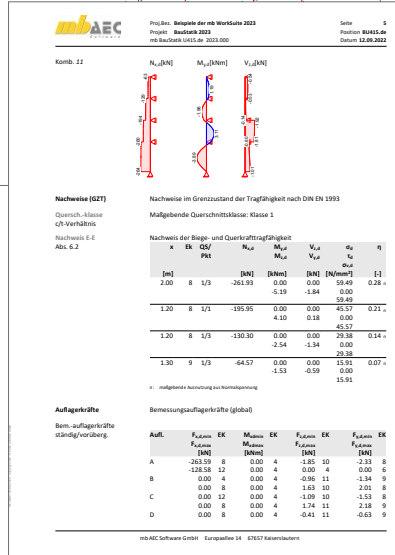 mb AEC
Software
Proj.Bez. Beispiele der mb WorkSuite 2023
Seite 5
Projekt BauStatik 2023
Position BU415.de
mb BauStatik U415.de 2023.000
Datum 12.09.2022
Komb. 11
Nx,d[kN] My,d[kNm] Vz,d[kN]
Nachweise (GZT) Nachweise im Grenzzustand der Tragfähigkeit nach DIN EN 1993
Quersch.-klasse Maßgebende Querschnittsklasse: Klasse 1
c/t-Verhältnis
Nachweis E-E Nachweis der Biege- und Querkrafttragfähigkeit
Abs. 6.2
x Ek QS/ Nx,d My,d Vz,d σd η
Pkt Mz,d Vy,d τd
σv,d
[m] [kN] [kNm] [kN] [N/mm²] [-]
2.00 8 1/3 -261.93 0.00 0.00 59.49 0.28 n
-5.19 -1.84 0.00
59.49
1.20 8 1/1 -195.95 0.00 0.00 45.57 0.21 n
4.10 0.18 0.00
45.57
1.20 8 1/3 -130.30 0.00 0.00 29.38 0.14 n
-2.54 -1.34 0.00
29.38
1.30 9 1/3 -64.57 0.00 0.00 15.91 0.07 n
-1.53 -0.59 0.00
15.91
n : maßgebende Ausnutzung aus Normalspannung
Auflagerkräfte Bemessungsauflagerkräfte (global)
Bem.-auflagerkräfte
ständig/vorüberg.
Aufl. Fx,d,min EK Mxdmin EK Fy,d,min EK Fz,d,min EK
Fx,d,max Mxdmax Fy,d,max Fz,d,max
[kN] [kNm] [kN] [kN]
A -263.59 8 0.00 4 -1.85 10 -2.33 8
-128.58 12 0.00 4 0.00 4 0.00 6
B 0.00 4 0.00 4 -0.96 11 -1.34 9
0.00 8 0.00 4 1.63 10 2.01 8
C 0.00 12 0.00 4 -1.09 10 -1.53 8
0.00 8 0.00 4 1.74 11 2.18 9
D 0.00 8 0.00 4 -0.41 11 -0.63 9
mb AEC Software GmbH Europaallee 14 67657 Kaiserslautern